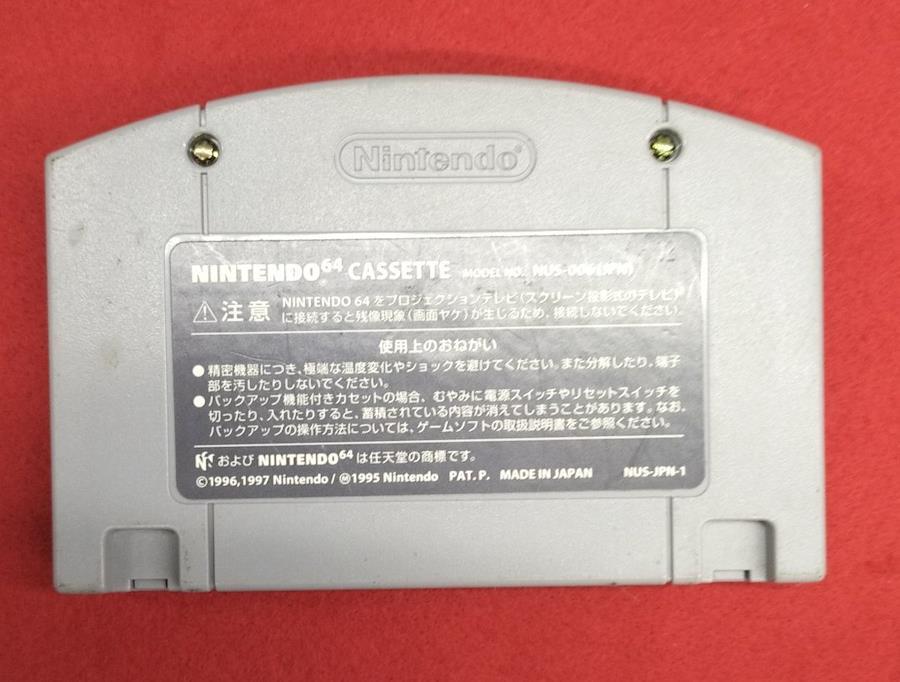 Nintendo®
NINTENDO64 CASSETTE MODEL NO. NUS-006(JPN)
注意 NINTENDO 64をプロジェクションテレビ(スクリーン投影式のテレビ)
に接続すると残像現象(画面ヤケ)が生じるため、接続しないでください。
使用上のおねがい
●精密機器につき、極端な温度変化やショックを避けてください。また分解したり、端子
部を汚したりしないでください。
●バックアップ機能付きカセットの場合、むやみに電源スイッチやリセットスイッチを
切ったり、入れたりすると、蓄積されている内容が消えてしまうことがあります。なお、
バックアップの操作方法については、ゲームソフトの取扱説明書をご参照ください。
および NINTENDO64 は任天堂の商標です。
©1996,1997 Nintendo/Ⓜ1995 Nintendo PAT.P. MADE IN JAPAN NUS-JPN-1